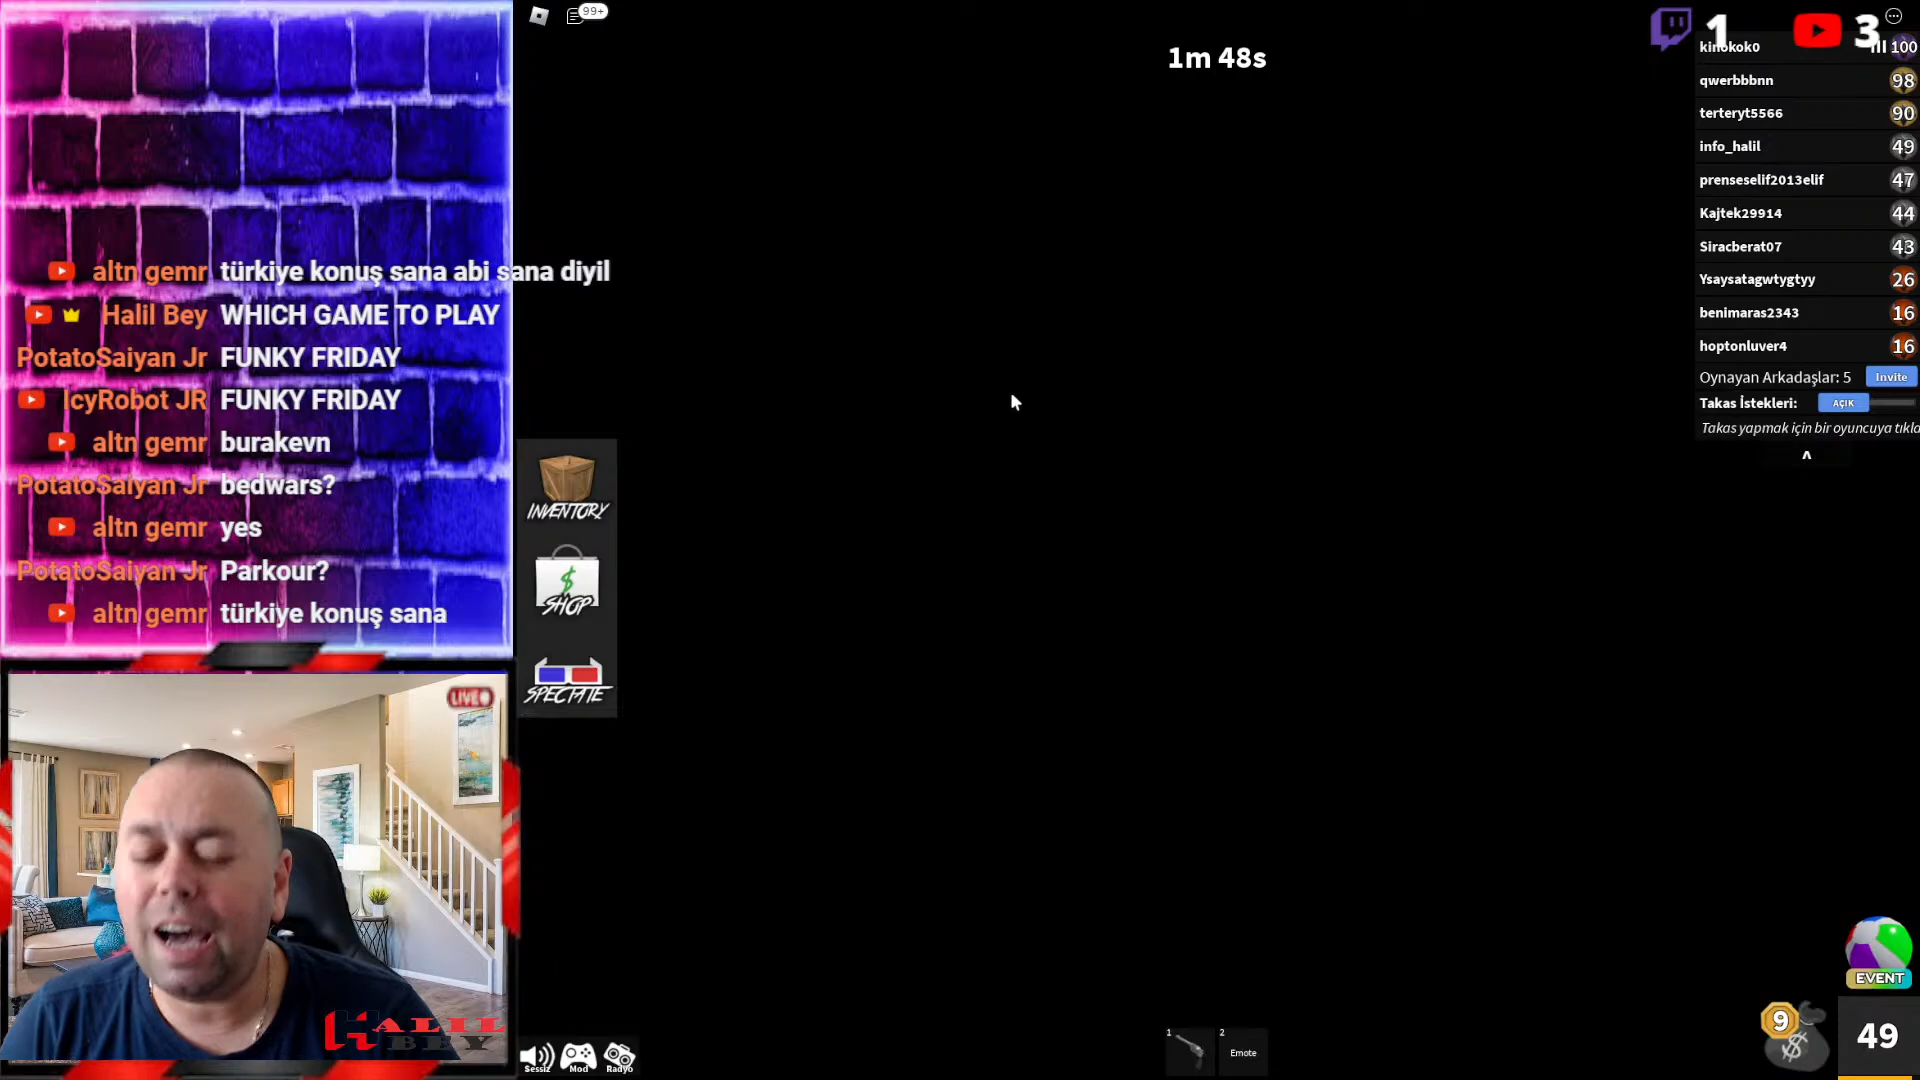 99+
1m 48s
1
3
kinokok0 100
qwerbbbnn 98
terteryt5566 90
info_halil 49
prenseselif2013elif 47
Kajtek29914 44
Siracberat07 43
Ysaysatagwtygtyy 26
benimaras2343 16
hoptonluver4 16
Oynayan Arkadaşlar: 5 Invite
Takas İstekleri: AÇIK
Takas yapmak için bir oyuncuya tıkla
altn gemr türkiye konuş sana abi sana diyil
Halil Bey WHICH GAME TO PLAY
PotatoSaiyan Jr FUNKY FRIDAY
IcyRobot JR FUNKY FRIDAY
altn gemr burakevn
PotatoSaiyan Jr bedwars?
altn gemr yes
PotatoSaiyan Jr Parkour?
altn gemr türkiye konuş sana
INVENTORY
$
SHOP
SPECTATE
LIVE
HALIL
BEY
Sessiz Mod Radyo
1
2
Emote
EVENT
9
$
49